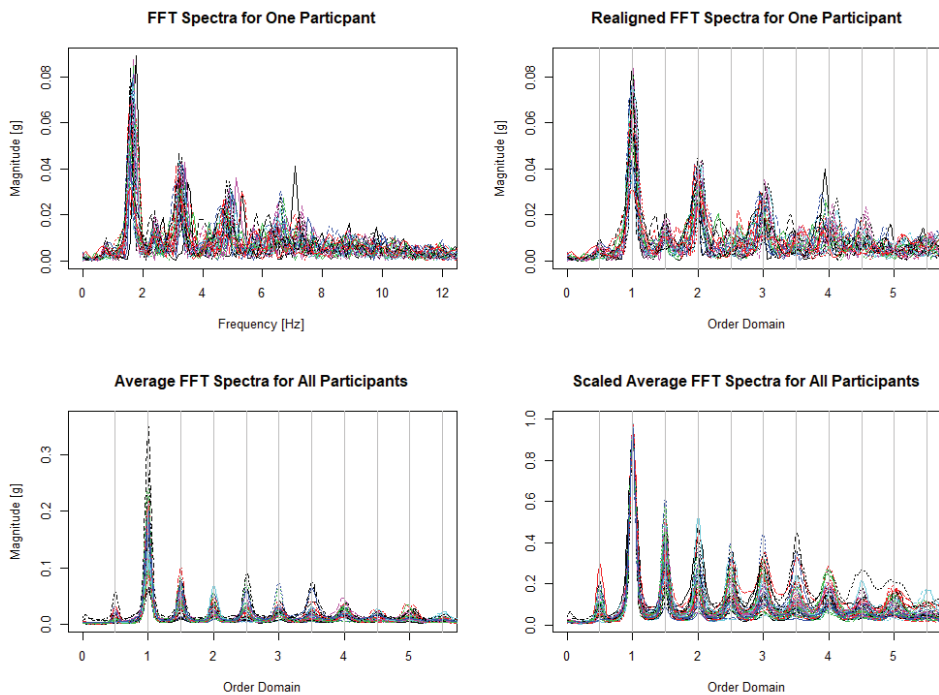 FFT Spectra for One Particpant
Magnitude [g]
0.00 0.02 0.04 0.06 0.08
0 2 4 6 8 10 12
Frequency [Hz]
Realigned FFT Spectra for One Participant
Magnitude [g]
0.00 0.02 0.04 0.06 0.08
0 1 2 3 4 5
Order Domain
Average FFT Spectra for All Participants
Magnitude [g]
0.0 0.1 0.2 0.3
0 1 2 3 4 5
Order Domain
Scaled Average FFT Spectra for All Participants
Magnitude [g]
0.0 0.2 0.4 0.6 0.8 1.0
0 1 2 3 4 5
Order Domain